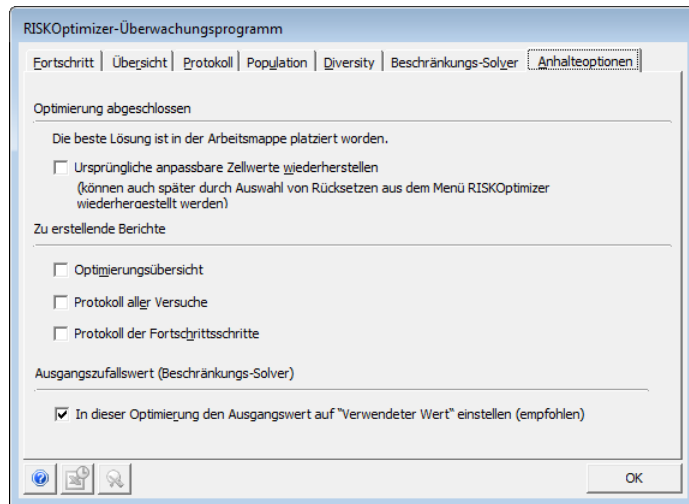 RISKOptimizer-Überwachungsprogramm
Fortschritt
Übersicht
Protokoll
Population
Diversity
Beschränkungs-Solver
Anhalteoptionen
Optimierung abgeschlossen
Die beste Lösung ist in der Arbeitsmappe platziert worden.
Ursprüngliche anpassbare Zellwerte wiederherstellen
(können auch später durch Auswahl von Rücksetzen aus dem Menü RISKOptimizer
wiederhergestellt werden)
Zu erstellende Berichte
Optimierungsübersicht
Protokoll aller Versuche
Protokoll der Fortschrittsschritte
Ausgangszufallswert (Beschränkungs-Solver)
In dieser Optimierung den Ausgangswert auf "Verwendeter Wert" einstellen (empfohlen)
OK